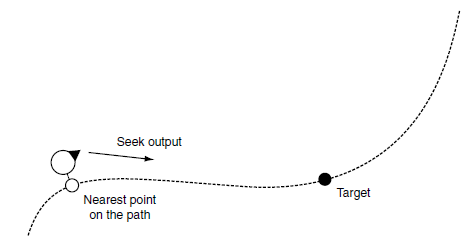 Seek output
Nearest point
on the path
Target